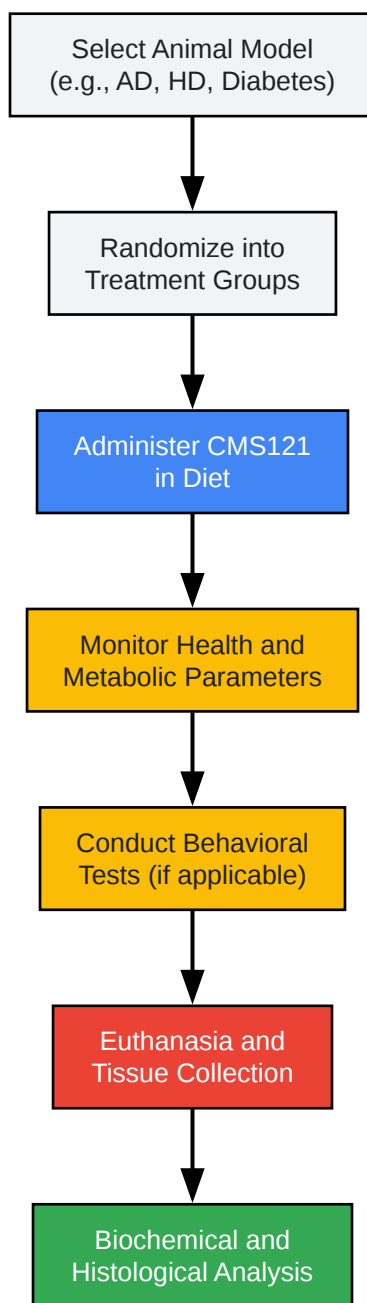 Select Animal Model
(e.g., AD, HD, Diabetes)
Randomize into
Treatment Groups
Administer CMS121
in Diet
Monitor Health and
Metabolic Parameters
Conduct Behavioral
Tests (if applicable)
Euthanasia and
Tissue Collection
Biochemical and
Histological Analysis